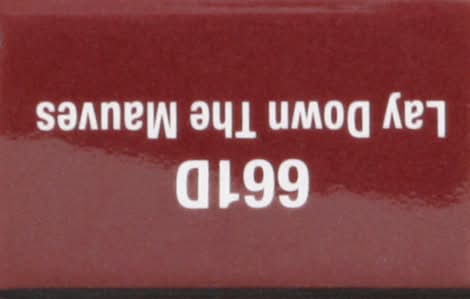 661D
Lay Down The Mauves